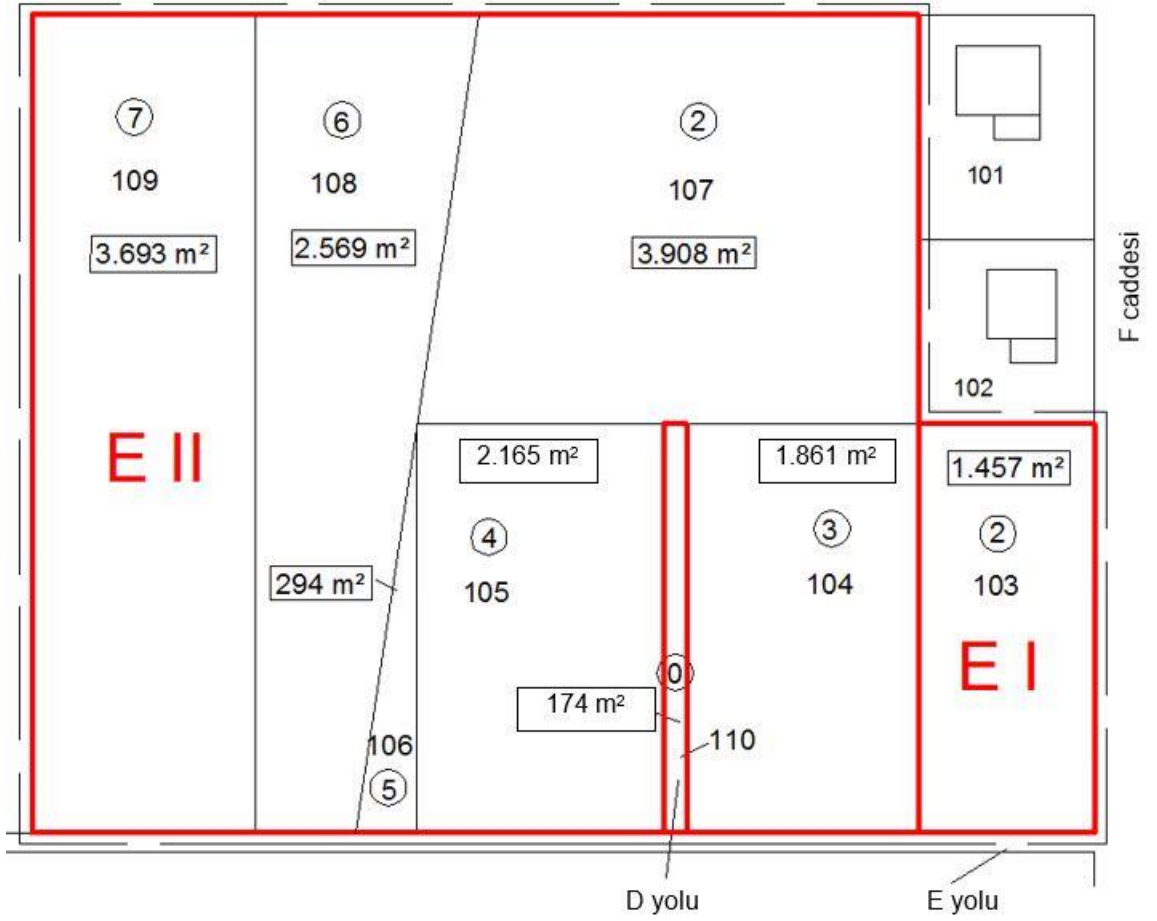 7
109
3.693 m²
6
108
2.569 m²
2
107
3.908 m²
101
102
F caddesi
E II
294 m²
106
5
2.165 m²
4
105
0
174 m²
110
1.861 m²
3
104
1.457 m²
2
103
E I
D yolu
E yolu